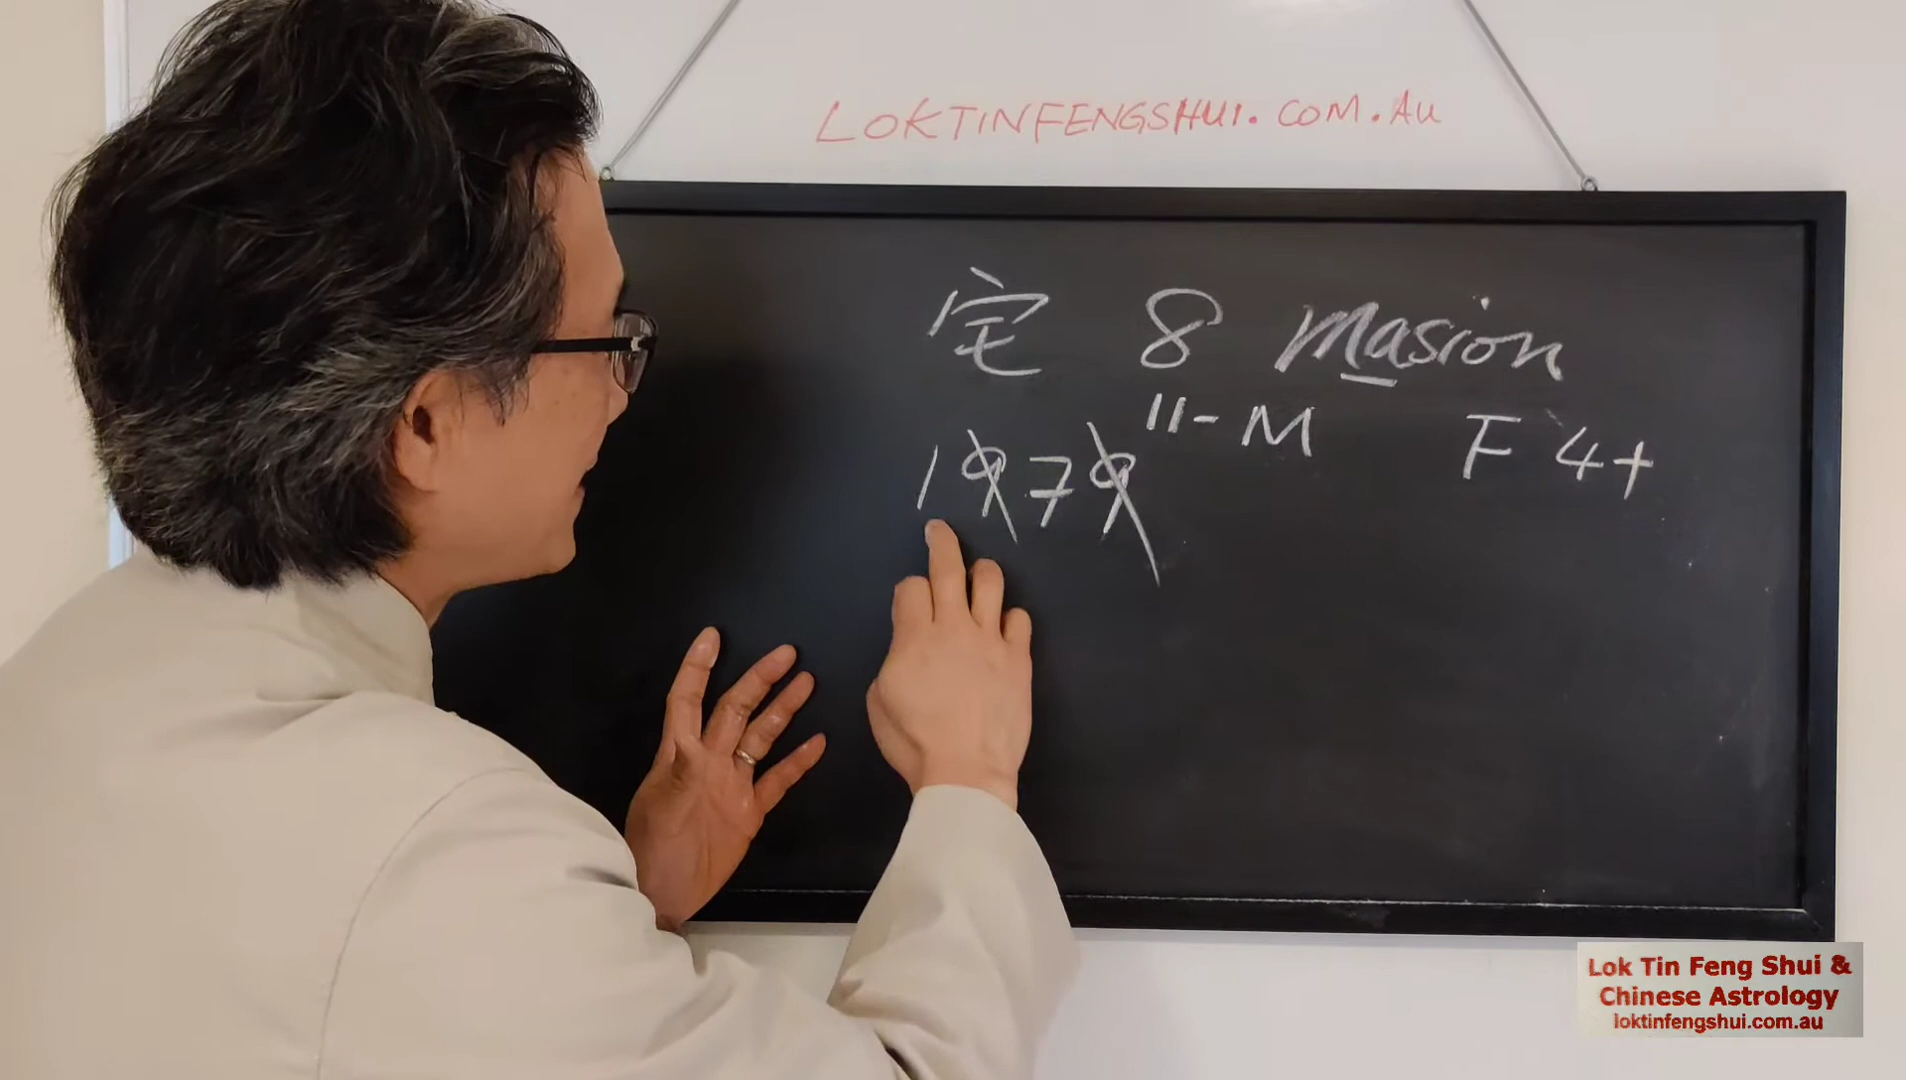 LOKTINFENGSHUI.COM.AU
宅 8 masion
11-M F 4+
1979
Lok Tin Feng Shui &
Chinese Astrology
loktinfengshui.com.au